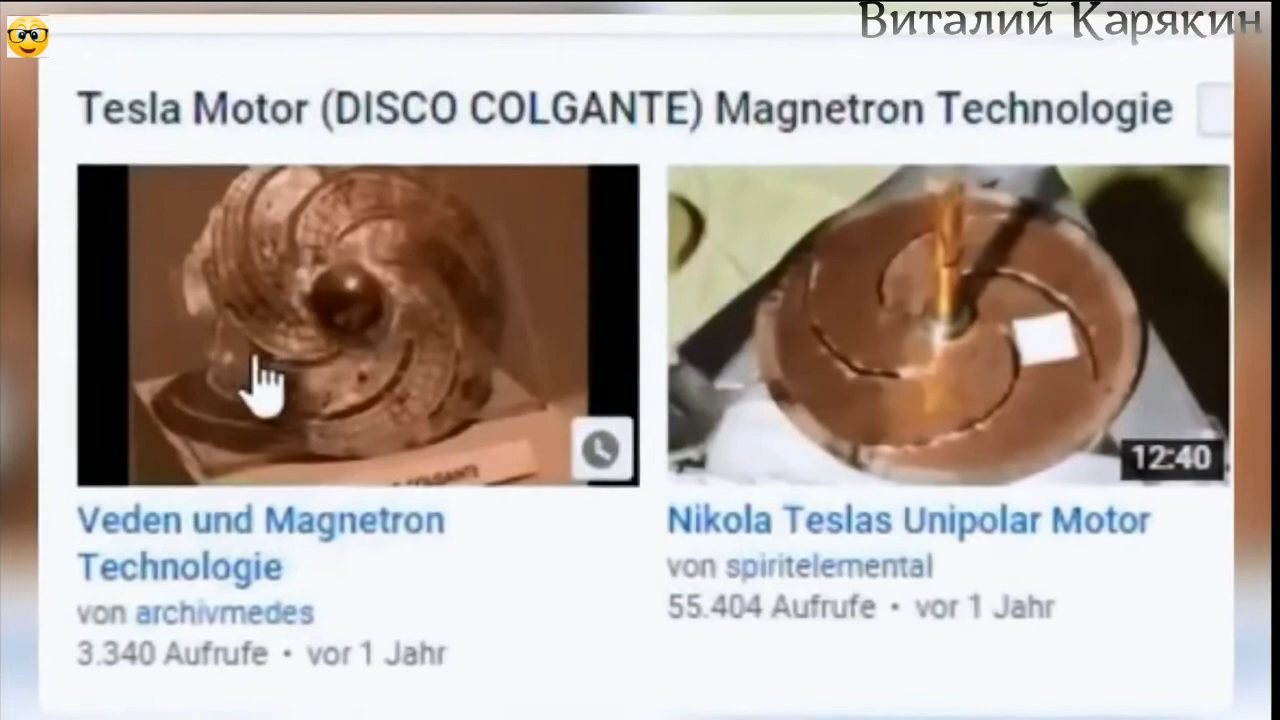 Виталий Карякин
Tesla Motor (DISCO COLGANTE) Magnetron Technologie
COLGANTE
12:40
Veden und Magnetron
Technologie
von archivmedes
3.340 Aufrufe • vor 1 Jahr
Nikola Teslas Unipolar Motor
von spiritelemental
55.404 Aufrufe • vor 1 Jahr